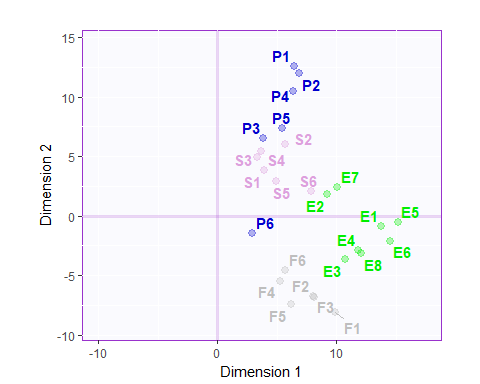 15
P1
P2
10
P4
P5
P3
S2
5
S3
S4
S1
S6
E7
S5
E2
0
E1
E5
P6
E4
E6
E8
E3
F6
-5
F4
F2
F3
F5
F1
-10
-10
0
10
Dimension 1
Dimension 2